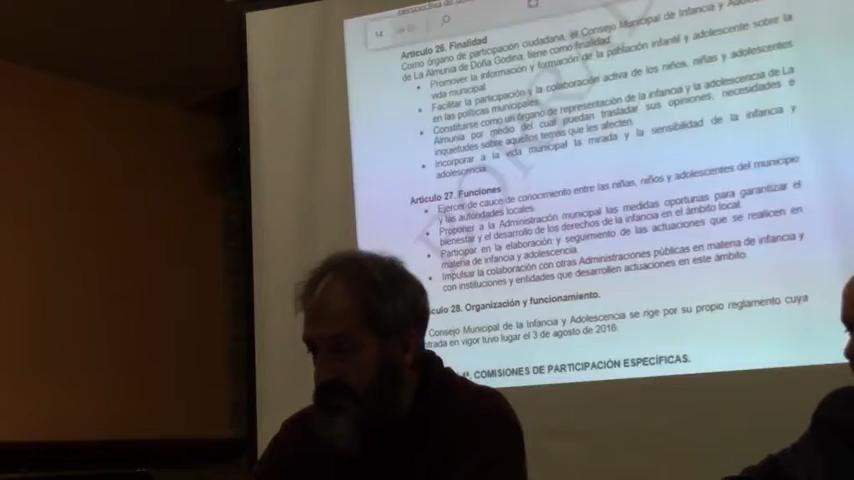 14
Artículo 26. Finalidad
Como órgano de participación ciudadana, el Consejo Municipal de Infancia y
de La Almunia de Doña Godina, tiene como finalidad:
• Promover la información y formación de la población infantil y adolescente sobre la
vida municipal.
• Facilitar la participación y la colaboración activa de los niños, niñas y adolescentes
en las políticas municipales.
• Constituirse como un órgano de representación de la infancia y la adolescencia de La
Almunia por medio del cual puedan trasladar sus opiniones, necesidades e
inquietudes sobre aquellos temas que les afecten.
• Incorporar a la vida municipal la mirada y la sensibilidad de la infancia y
adolescencia.
Artículo 27. Funciones
• Ejercer de cauce de conocimiento entre las niñas, niños y adolescentes del municipio
y las autoridades locales.
• Proponer a la Administración municipal las medidas oportunas para garantizar el
bienestar y el desarrollo de los derechos de la infancia en el ámbito local.
• Participar en la elaboración y seguimiento de las actuaciones que se realicen en
materia de infancia y adolescencia.
• Impulsar la colaboración con otras Administraciones públicas en materia de infancia y
con instituciones y entidades que desarrollen actuaciones en este ámbito.
culo 28. Organización y funcionamiento.
Consejo Municipal de la Infancia y Adolescencia se rige por su propio reglamento cuya
ntrada en vigor tuvo lugar el 3 de agosto de 2016.
4ª. COMISIONES DE PARTICIPACIÓN ESPECÍFICAS.